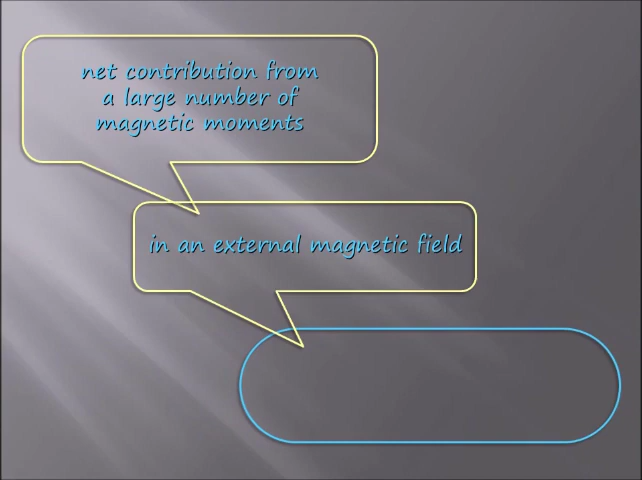 net contribution from
a large number of
magnetic moments
in an external magnetic field